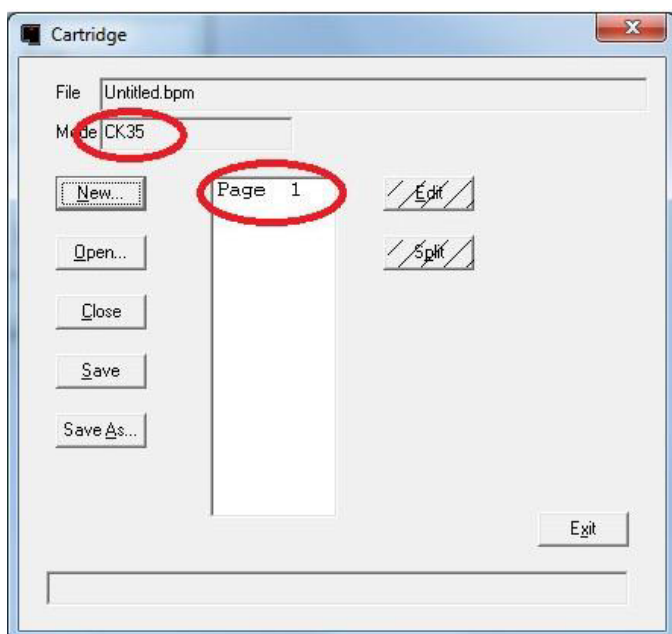 Cartridge
File Untitled.bpm
Mode CK35
New...
Page 1
Edit
Open...
Split
Close
Save
Save As...
Exit